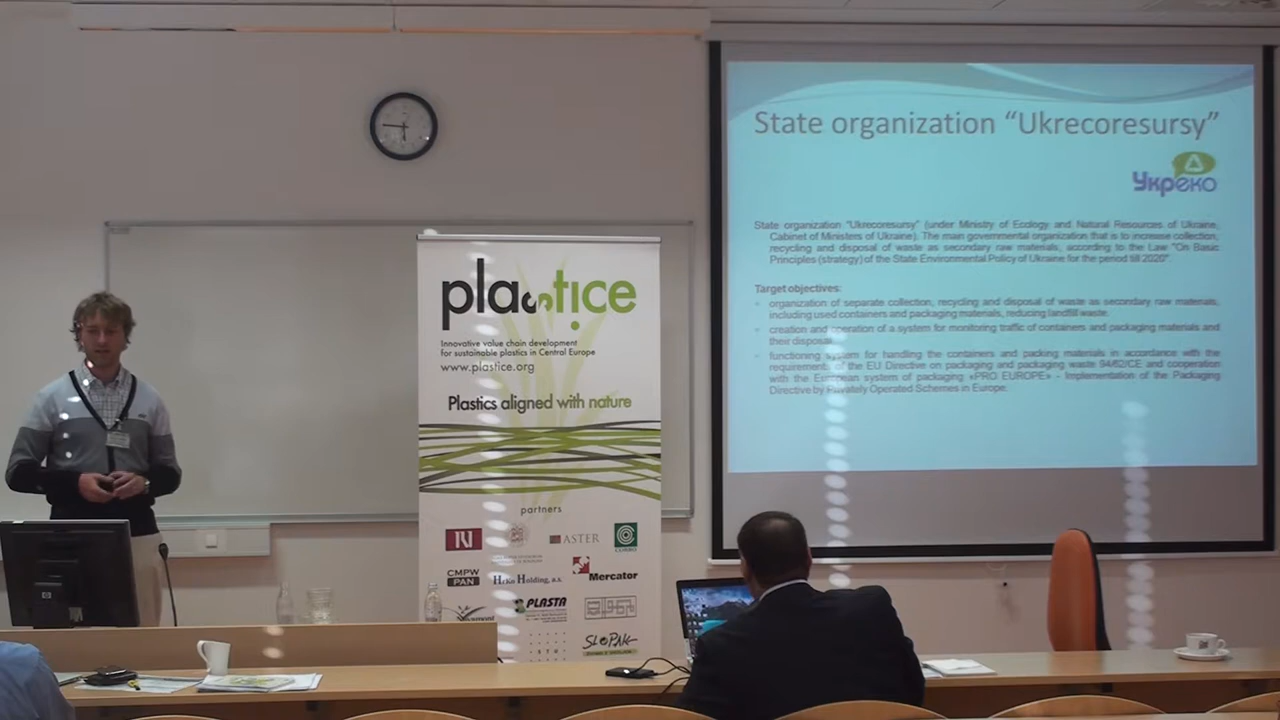 State organization “Ukrecoresursy”
Укреко
State organization "Ukrecoresursy" (under Ministry of Ecology and Natural Resources of Ukraine,
Cabinet of Ministers of Ukraine). The main governmental organization that is to increase collection,
recycling and disposal of waste as secondary raw materials, according to the Law "On Basic
Principles (strategy) of the State Environmental Policy of Ukraine for the period till 2020".
Target objectives:
organization of separate collection, recycling and disposal of waste as secondary raw materials,
including used containers and packaging materials, reducing landfill waste.
creation and operation of a system for monitoring traffic of containers and packaging materials and
their disposal.
functioning system for handling the containers and packing materials in accordance with the
requirements of the EU Directive on packaging and packaging waste 94/62/CE and cooperation
with the European system of packaging «PRO EUROPE» - Implementation of the Packaging
Directive by Privately Operated Schemes in Europe.
plastice
Innovative value chain development
for sustainable plastics in Central Europe
www.plastice.org
Plastics aligned with nature
partners
ASTER
CMPW
PAN
Heko Holding, a.s.
Mercator
PLASTA
SLOPAK
hp